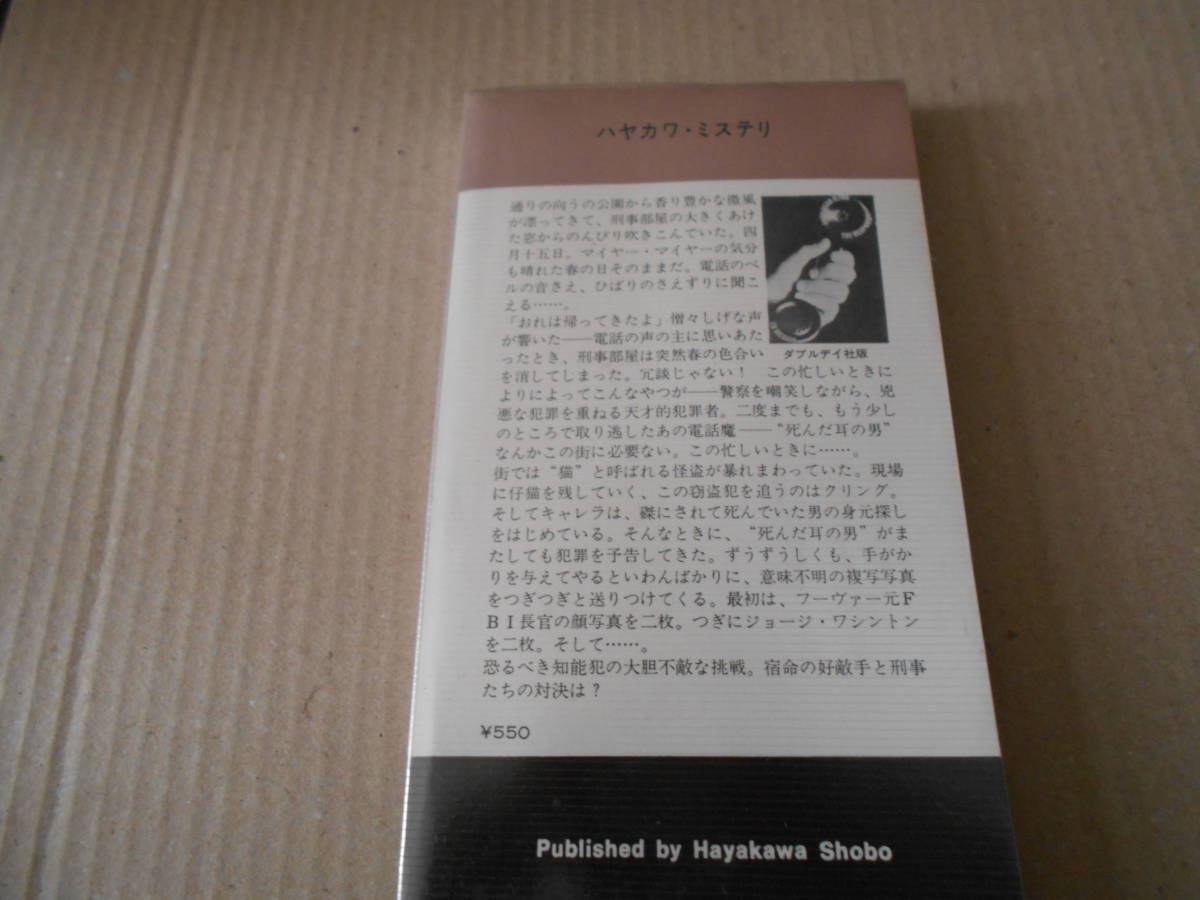 ハヤカワ・ミステリ
通りの向うの公園から香り豊かな微風
が漂ってきて、刑事部屋の大きくあけ
た窓からのんびり吹きこんでいた。四
月十五日。マイヤー・マイヤーの気分
も晴れた春の日そのままだ。電話のベ
ルの音さえ、ひばりのさえずりに聞こ
える……。
「おれは帰ってきたよ」憎々しげな声
が響いた――電話の声の主に思いあた
ったとき、刑事部屋は突然春の色合い
を消してしまった。冗談じゃない! この忙しいときに
よりによってこんなやつが――警察を嘲笑しながら、兇
悪な犯罪を重ねる天才的犯罪者。二度までも、もう少し
のところで取り逃したあの電話魔――“死んだ耳の男”
なんかこの街に必要ない。この忙しいときに……。
街では“猫”と呼ばれる怪盗が暴れまわっていた。現場
に仔猫を残していく、この窃盗犯を追うのはクリング。
そしてキャレラは、磔にされて死んでいた男の身元探し
をはじめている。そんなときに、“死んだ耳の男”がま
たしても犯罪を予告してきた。ずうずうしくも、手がか
りを与えてやるといわんばかりに、意味不明の複写写真
をつぎつぎと送りつけてくる。最初は、フーヴァー元F
BI長官の顔写真を二枚。つぎにジョージ・ワシントン
を二枚。そして……。
恐るべき知能犯の大胆不敵な挑戦。宿命の好敵手と刑事
たちの対決は?
ダブルデイ社版
¥550
Published by Hayakawa Shobo